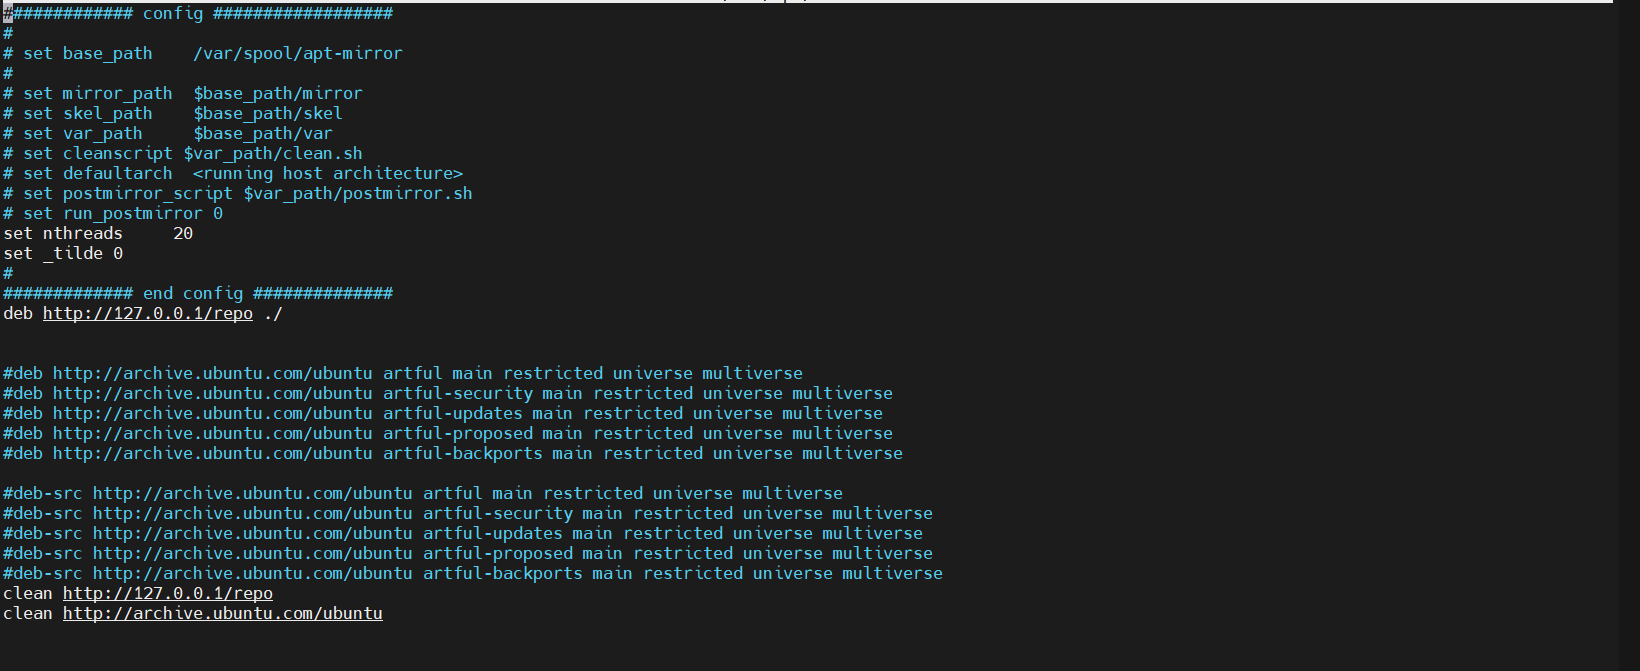 ############# config ##################
#
# set base_path    /var/spool/apt-mirror
#
# set mirror_path  $base_path/mirror
# set skel_path    $base_path/skel
# set var_path     $base_path/var
# set cleanscript $var_path/clean.sh
# set defaultarch  <running host architecture>
# set postmirror_script $var_path/postmirror.sh
# set run_postmirror 0
set nthreads     20
set _tilde 0
#
############# end config ##############
deb http://127.0.0.1/repo ./
#deb http://archive.ubuntu.com/ubuntu artful main restricted universe multiverse
#deb http://archive.ubuntu.com/ubuntu artful-security main restricted universe multiverse
#deb http://archive.ubuntu.com/ubuntu artful-updates main restricted universe multiverse
#deb http://archive.ubuntu.com/ubuntu artful-proposed main restricted universe multiverse
#deb http://archive.ubuntu.com/ubuntu artful-backports main restricted universe multiverse
#deb-src http://archive.ubuntu.com/ubuntu artful main restricted universe multiverse
#deb-src http://archive.ubuntu.com/ubuntu artful-security main restricted universe multiverse
#deb-src http://archive.ubuntu.com/ubuntu artful-updates main restricted universe multiverse
#deb-src http://archive.ubuntu.com/ubuntu artful-proposed main restricted universe multiverse
#deb-src http://archive.ubuntu.com/ubuntu artful-backports main restricted universe multiverse
clean http://127.0.0.1/repo
clean http://archive.ubuntu.com/ubuntu